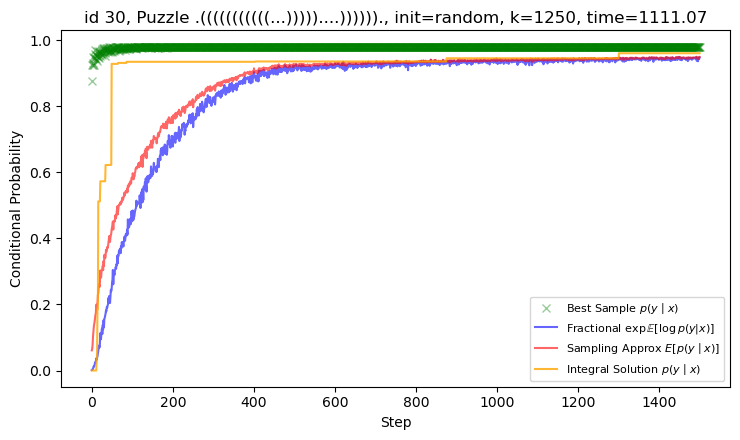 id 30, Puzzle .(((((((((((...)))))....))))))., init=random, k=1250, time=1111.07
Conditional Probability
1.0
0.8
0.6
0.4
0.2
0.0
0
200
400
600
800
1000
1200
1400
Step
Best Sample p(y | x)
Fractional exp𝔼[log p(y|x)]
Sampling Approx E[p(y | x)]
Integral Solution p(y | x)